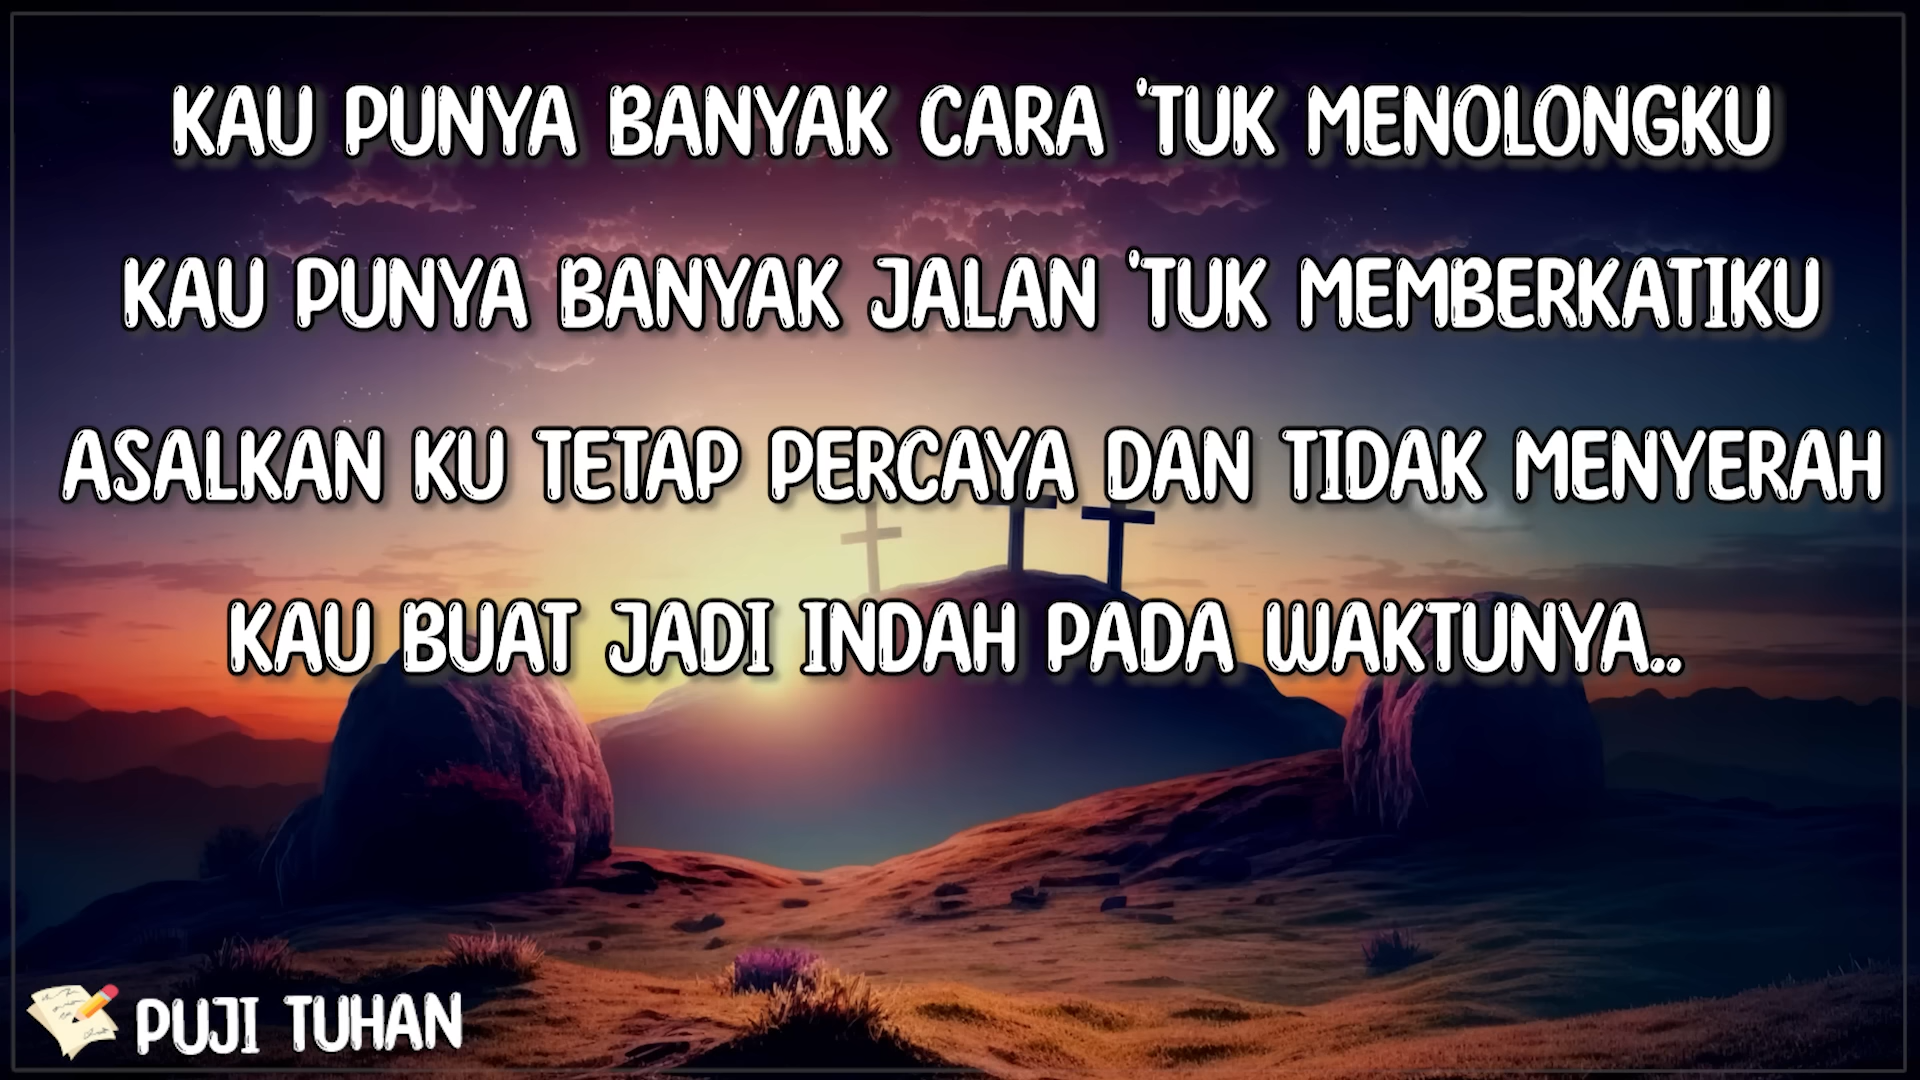 KAU PUNYA BANYAK CARA 'TUK MENOLONGKU
KAU PUNYA BANYAK JALAN 'TUK MEMBERKATIKU
ASALKAN KU TETAP PERCAYA DAN TIDAK MENYERAH
KAU BUAT JADI INDAH PADA WAKTUNYA..
PUJI TUHAN